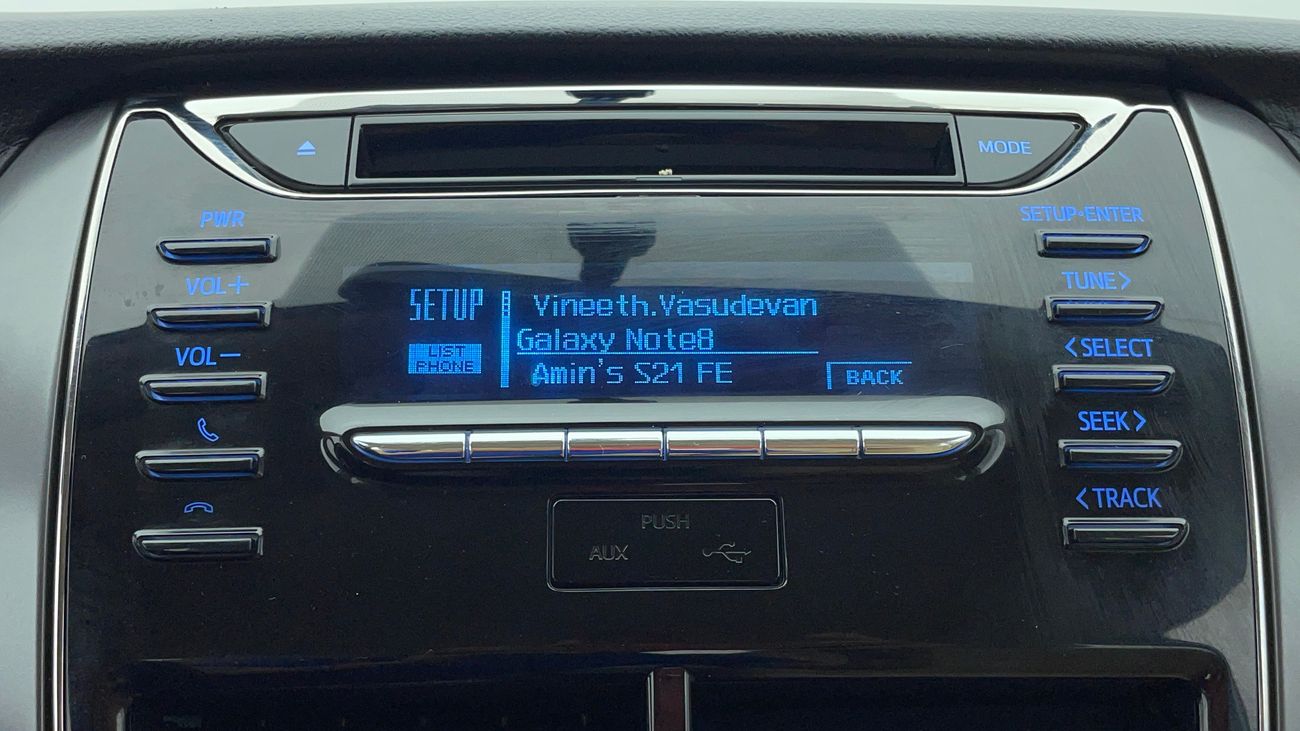 MODE
PWR
SETUP•ENTER
VOL+
TUNE>
VOL−
<SELECT
SETUP
LIST
PHONE
Vineeth.Vasudevan
Galaxy Note8
Amin's S21 FE
BACK
SEEK>
<TRACK
PUSH
AUX